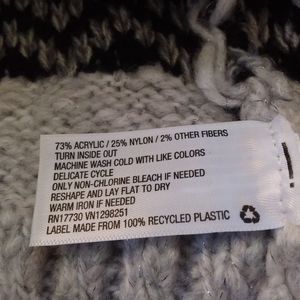 73% ACRYLIC / 25% NYLON / 2% OTHER FIBERS
TURN INSIDE OUT
MACHINE WASH COLD WITH LIKE COLORS
DELICATE CYCLE
ONLY NON-CHLORINE BLEACH IF NEEDED
RESHAPE AND LAY FLAT TO DRY
WARM IRON IF NEEDED
RN17730 VN1298251
LABEL MADE FROM 100% RECYCLED PLASTIC